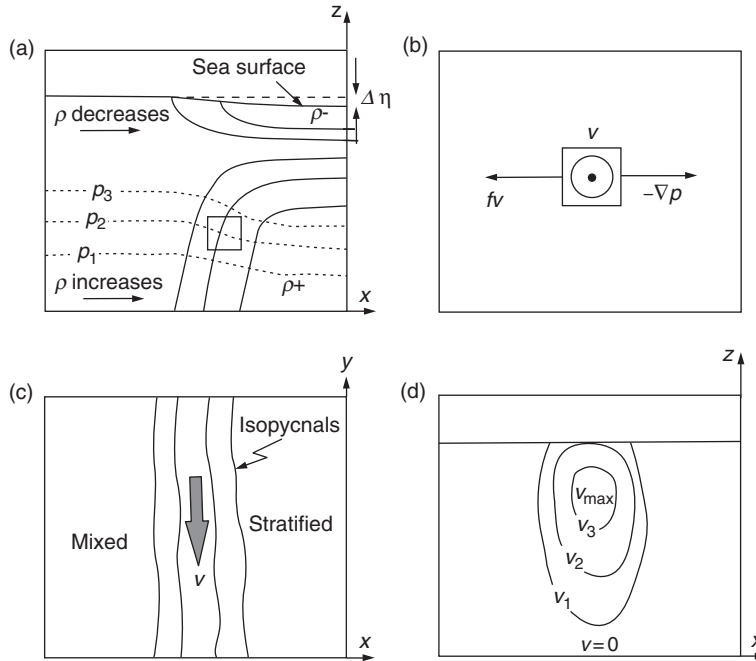 (a)
z
Sea surface
Δη
ρ decreases
ρ-
p3
p2
p1
ρ increases
ρ+
x
(b)
v
fv
-∇p
(c)
y
Isopycnals
Mixed
Stratified
v
x
(d)
z
vmax
v3
v2
v1
v=0
x